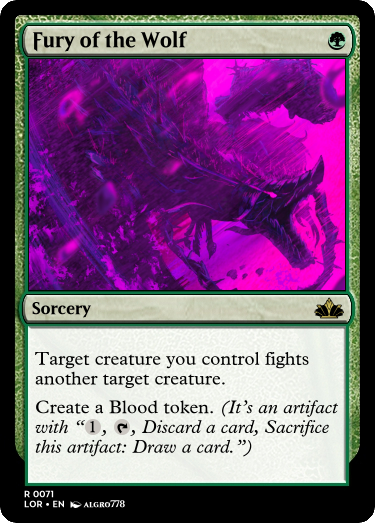 Fury of the Wolf
Sorcery
Target creature you control fights
another target creature.
Create a Blood token. (It's an artifact
with “1, , Discard a card, Sacrifice
this artifact: Draw a card.”)
R 0071
LOR • EN ALGRO778